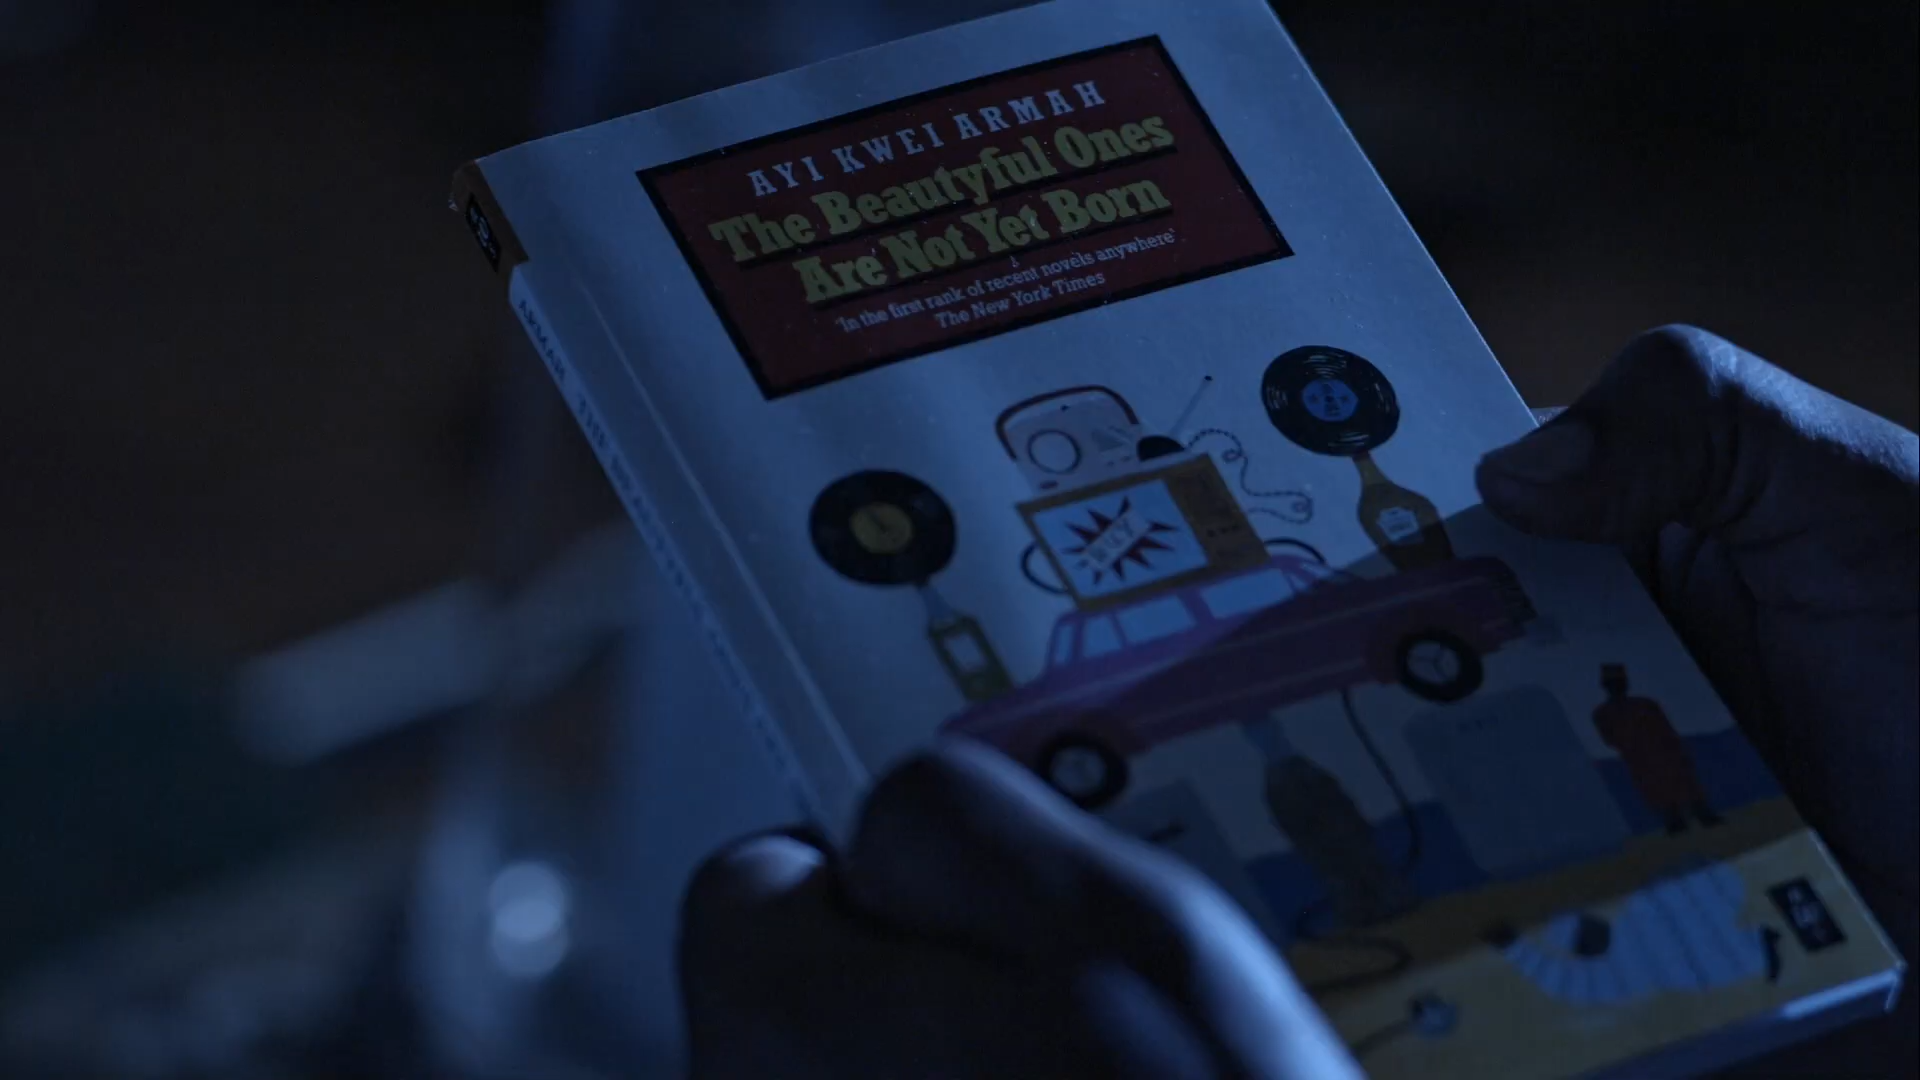 AYI KWEI ARMAH
The Beautyful Ones
Are Not Yet Born
'In the first rank of recent novels anywhere'
The New York Times
ARMAH